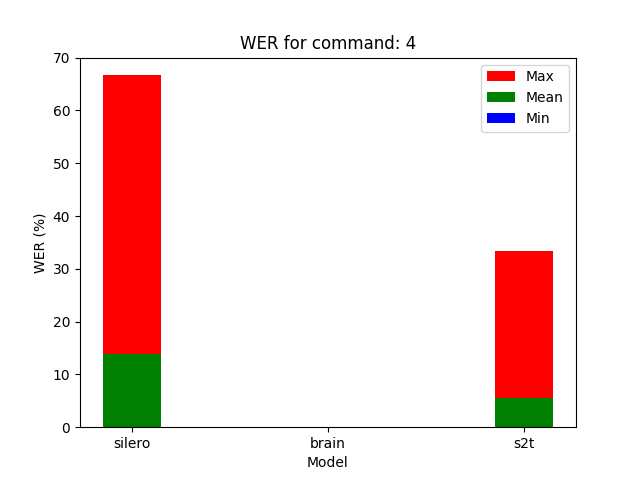 WER for command: 4
70
60
50
40
30
20
10
0
WER (%)
Max
Mean
Min
silero
brain
s2t
Model